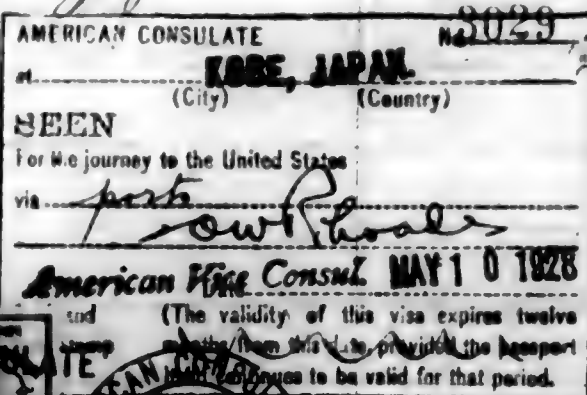 AMERICAN CONSULATE No 3029
at KOBE, JAPAN.
(City) (Country)
SEEN
For the journey to the United States
via ports
Rhoads
American Vice Consul. MAY 10 1928
and (The validity of this visa expires twelve
months from this date, provided the passport
continues to be valid for that period.